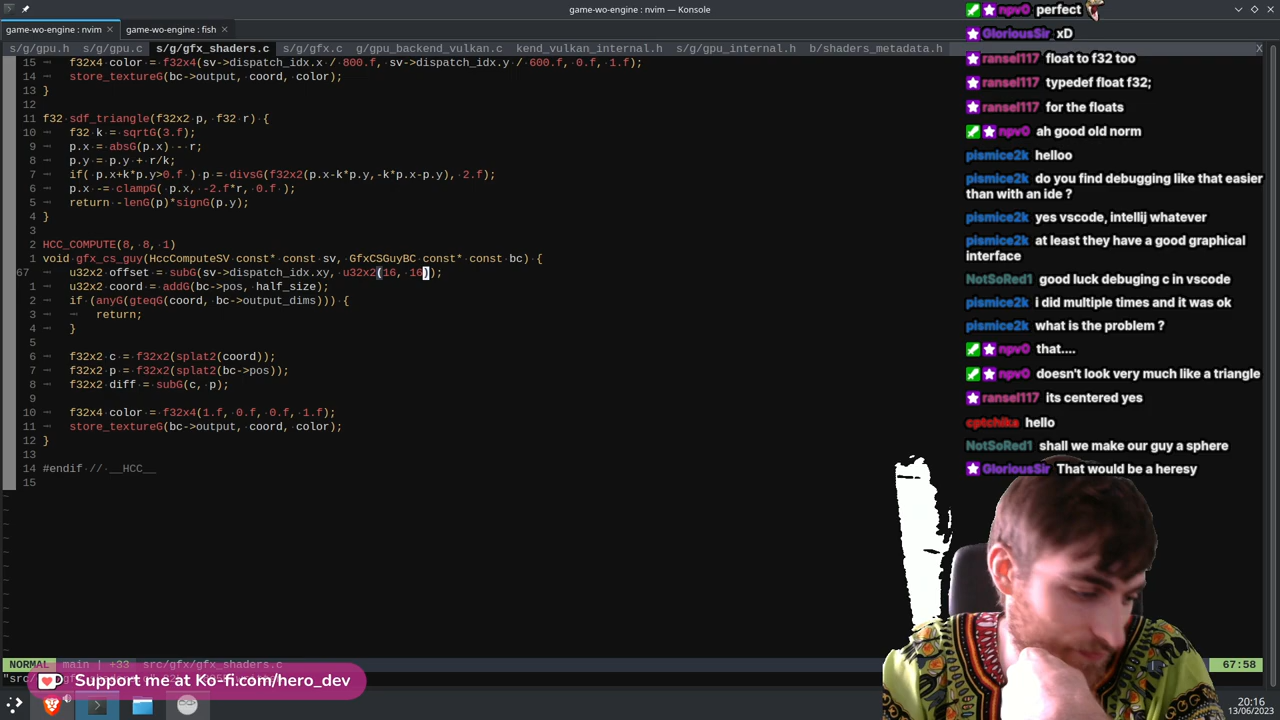 game-wo-engine : nvim — Konsole
game-wo-engine : nvim
game-wo-engine : fish
s/g/gpu.h s/g/gpu.c s/g/gfx_shaders.c gpu_backend_vulkan.c kend_vulkan_internal.h s/g/gpu_internal.h b/shaders_metadata.h X
15 f32x4 color = f32x4(sv->dispatch_idx.x / 800.f, sv->dispatch_idx.y / 600.f, 0.f, 1.f);
14 store_textureG(bc->output, coord, color);
13 }
12
11 f32 sdf_triangle(f32x2 p, f32 r) {
10 f32 k = sqrtG(3.f);
9 p.x = absG(p.x) - r;
8 p.y = p.y + r/k;
7 if( p.x+k*p.y>0.f ) p = divsG(f32x2(p.x-k*p.y,-k*p.x-p.y), 2.f);
6 p.x -= clampG( p.x, -2.f*r, 0.f );
5 return -lenG(p)*signG(p.y);
4 }
3
2 HCC_COMPUTE(8, 8, 1)
1 void gfx_cs_guy(HccComputeSV const* const sv, GfxCSGuyBC const* const bc) {
67 u32x2 offset = subG(sv->dispatch_idx.xy, u32x2(16, 16));
1 u32x2 coord = addG(bc->pos, half_size);
2 if (anyG(gteqG(coord, bc->output_dims))) {
3 return;
4 }
5
6 f32x2 c = f32x2(splat2(coord));
7 f32x2 p = f32x2(splat2(bc->pos));
8 f32x2 diff = subG(c, p);
9
10 f32x4 color = f32x4(1.f, 0.f, 0.f, 1.f);
11 store_textureG(bc->output, coord, color);
12 }
13
14 #endif // __HCC__
15
NORMAL main | +33 src/gfx/gfx_shaders.c 67:58
Support me at Ko-fi.com/hero_dev
npv0 perfect
GloriousSir xD
ransel117 float to f32 too
ransel117 typedef float f32;
ransel117 for the floats
npv0 ah good old norm
pismice2k helloo
pismice2k do you find debugging like that easier
than with an ide ?
pismice2k yes vscode, intellij whatever
pismice2k at least they have a good graphical
interface
NotSoRed1 good luck debuging c in vscode
pismice2k i did multiple times and it was ok
pismice2k what is the problem ?
npv0 that....
npv0 doesn't look very much like a triangle
ransel117 its centered yes
cptchika hello
NotSoRed1 shall we make our guy a sphere
GloriousSir That would be a heresy
20:16
13/06/2023